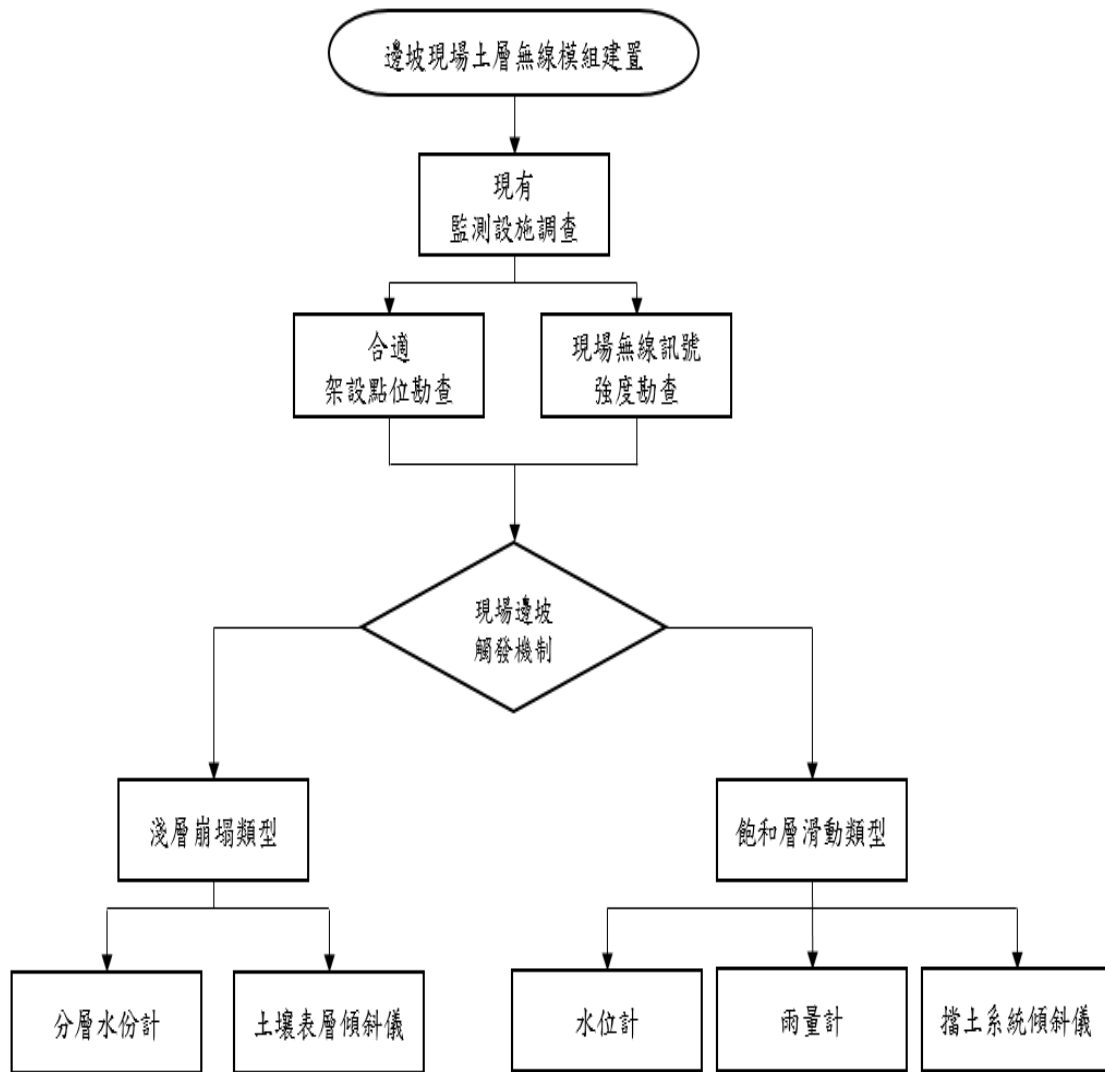 邊坡現場土層無線模組建置
現有
監測設施調查
合適
架設點位勘查
現場無線訊號
強度勘查
現場邊坡
觸發機制
淺層崩塌類型
飽和層滑動類型
分層水份計
土壤表層傾斜儀
水位計
雨量計
擋土系統傾斜儀